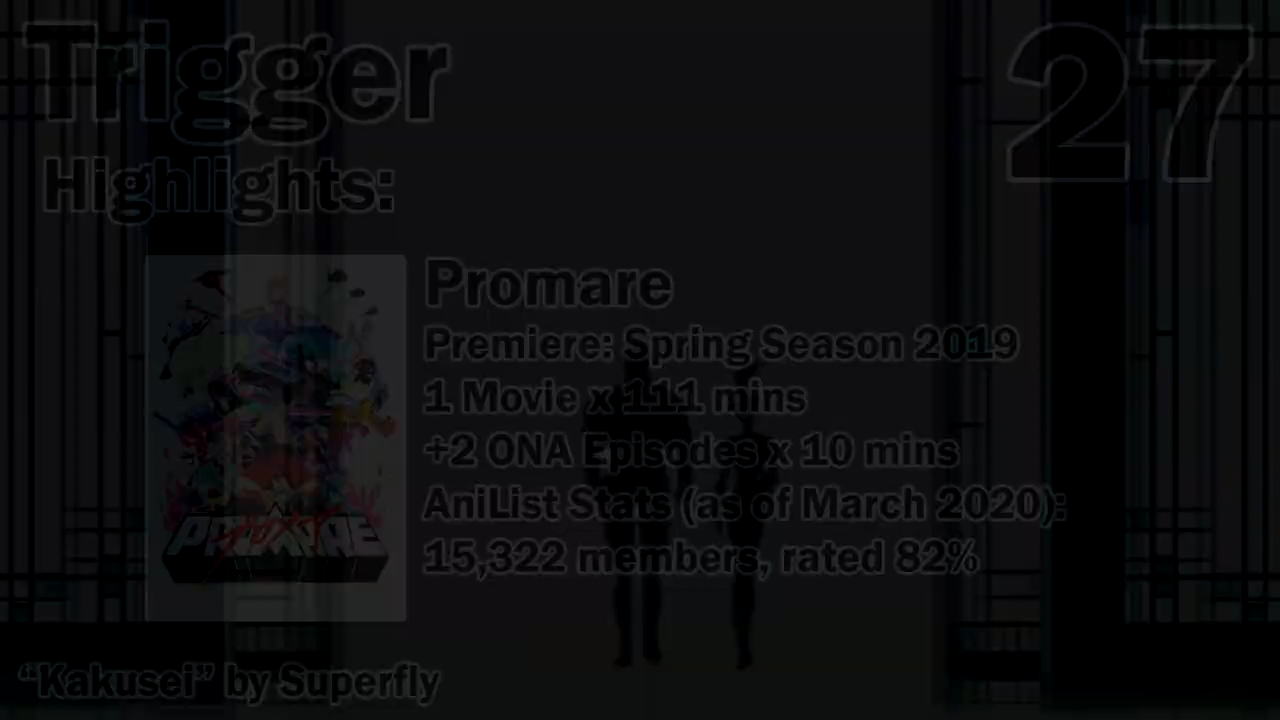 Trigger
27
Highlights:
Promare
Premiere: Spring Season 2019
1 Movie x 111 mins
+2 ONA Episodes x 10 mins
AniList Stats (as of March 2020):
15,322 members, rated 82%
PROMARE
“Kakusei” by Superfly